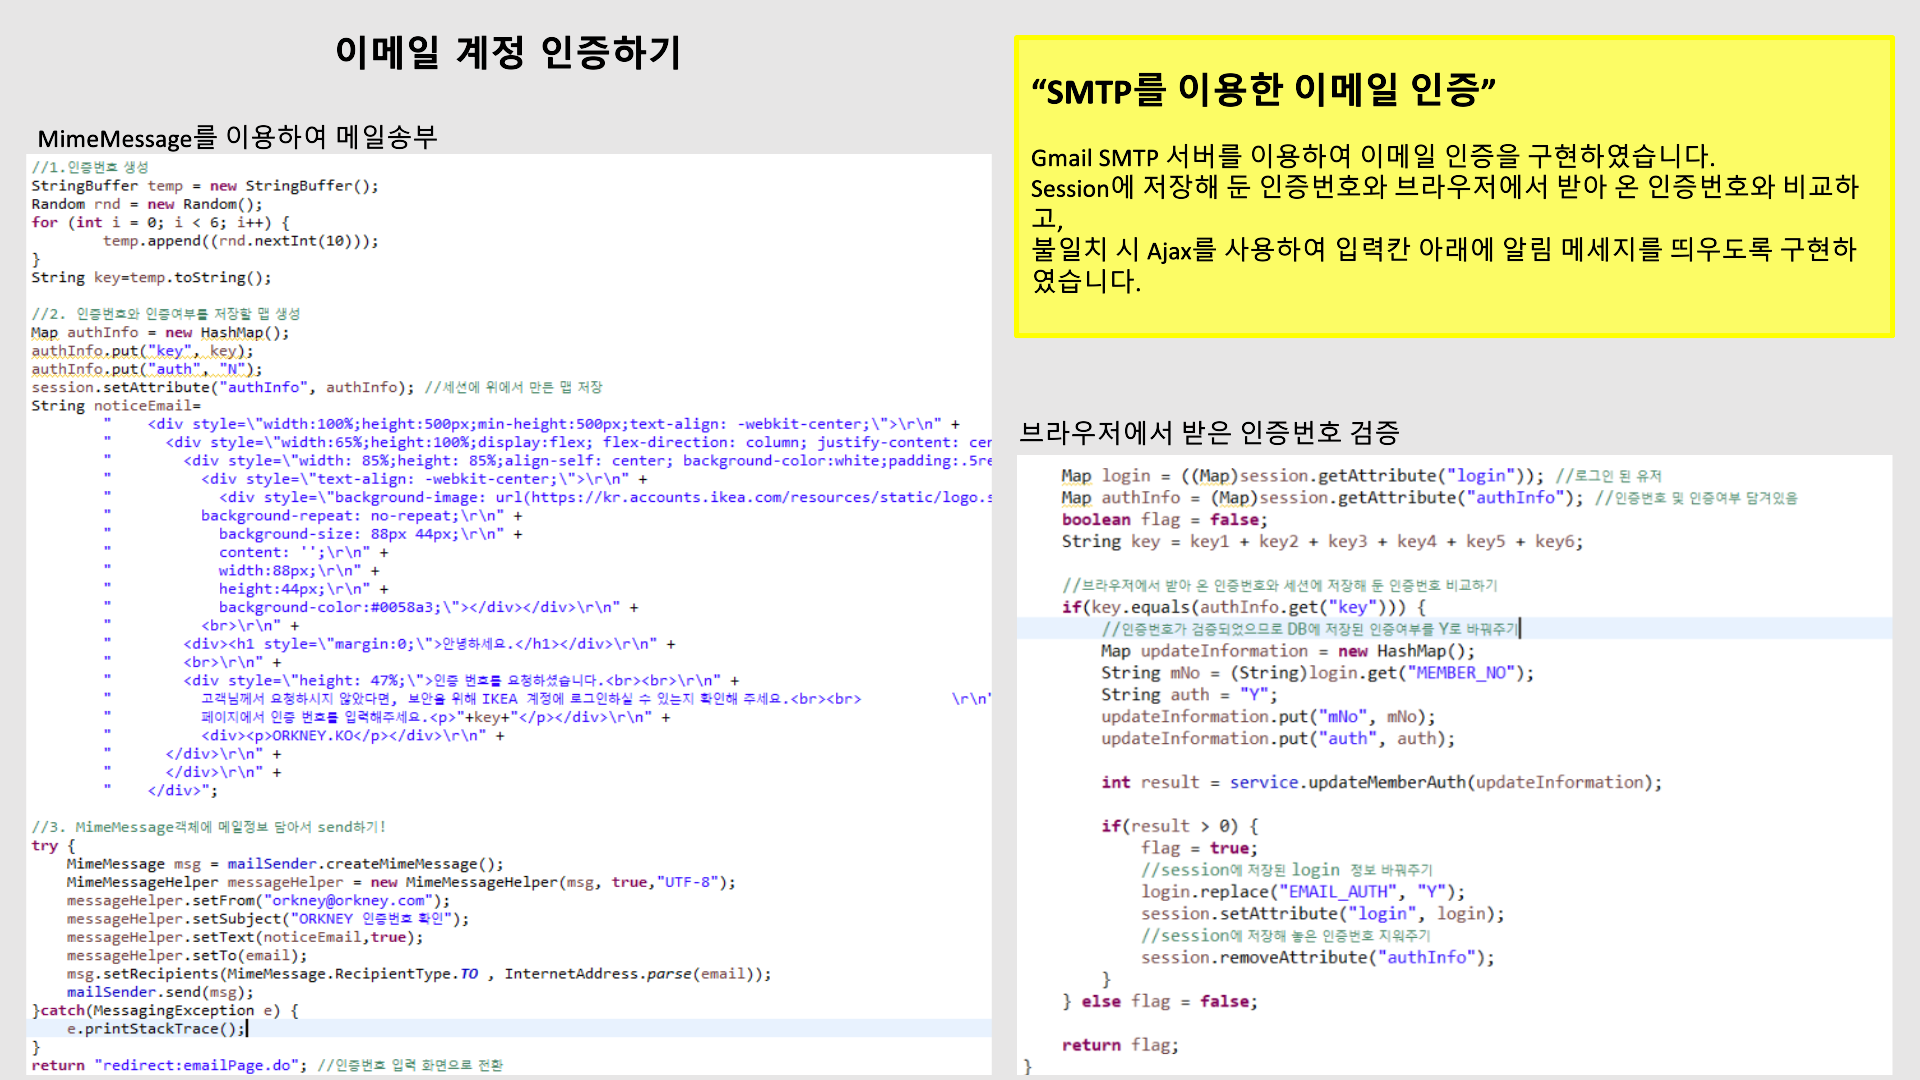 이메일 계정 인증하기
MimeMessage를 이용하여 메일송부
//1.인증번호 생성
StringBuffer temp = new StringBuffer();
Random rnd = new Random();
for (int i = 0; i < 6; i++) {
temp.append((rnd.nextInt(10)));
}
String key=temp.toString();
//2. 인증번호와 인증여부를 저장할 맵 생성
Map authInfo = new HashMap();
authInfo.put("key", key);
authInfo.put("auth", "N");
session.setAttribute("authInfo", authInfo); //세션에 위에서 만든 맵 저장
String noticeEmail=
" <div style=\"width:100%;height:500px;min-height:500px;text-align: -webkit-center;\">\r\n" +
" <div style=\"width:65%;height:100%;display:flex; flex-direction: column; justify-content: cen
" <div style=\"width: 85%;height: 85%;align-self: center; background-color:white;padding:.5re
" <div style=\"text-align: -webkit-center;\">\r\n" +
" <div style=\"background-image: url(https://kr.accounts.ikea.com/resources/static/logo.s
" background-repeat: no-repeat;\r\n" +
" background-size: 88px 44px;\r\n" +
" content: '';\r\n" +
" width:88px;\r\n" +
" height:44px;\r\n" +
" background-color:#0058a3;\"></div></div>\r\n" +
" <br>\r\n" +
" <div><h1 style=\"margin:0;\">안녕하세요.</h1></div>\r\n" +
" <br>\r\n" +
" <div style=\"height: 47%;\">인증 번호를 요청하셨습니다.<br><br>\r\n" +
" 고객님께서 요청하시지 않았다면, 보안을 위해 IKEA 계정에 로그인하실 수 있는지 확인해 주세요.<br><br> \r\n"
" 페이지에서 인증 번호를 입력해주세요.<p>"+key+"</p></div>\r\n" +
" <div><p>ORKNEY.KO</p></div>\r\n" +
" </div>\r\n" +
" </div>\r\n" +
" </div>";
//3. MimeMessage객체에 메일정보 담아서 send하기!
try {
MimeMessage msg = mailSender.createMimeMessage();
MimeMessageHelper messageHelper = new MimeMessageHelper(msg, true,"UTF-8");
messageHelper.setFrom("orkney@orkney.com");
messageHelper.setSubject("ORKNEY 인증번호 확인");
messageHelper.setText(noticeEmail,true);
messageHelper.setTo(email);
msg.setRecipients(MimeMessage.RecipientType.TO , InternetAddress.parse(email));
mailSender.send(msg);
}catch(MessagingException e) {
e.printStackTrace();
}
return "redirect:emailPage.do"; //인증번호 입력 화면으로 전환
“SMTP를 이용한 이메일 인증”
Gmail SMTP 서버를 이용하여 이메일 인증을 구현하였습니다.
Session에 저장해 둔 인증번호와 브라우저에서 받아 온 인증번호와 비교하
고,
불일치 시 Ajax를 사용하여 입력칸 아래에 알림 메세지를 띄우도록 구현하
였습니다.
브라우저에서 받은 인증번호 검증
Map login = ((Map)session.getAttribute("login")); //로그인 된 유저
Map authInfo = (Map)session.getAttribute("authInfo"); //인증번호 및 인증여부 담겨있음
boolean flag = false;
String key = key1 + key2 + key3 + key4 + key5 + key6;
//브라우저에서 받아 온 인증번호와 세션에 저장해 둔 인증번호 비교하기
if(key.equals(authInfo.get("key"))) {
//인증번호가 검증되었으므로 DB에 저장된 인증여부를 Y로 바꿔주기
Map updateInformation = new HashMap();
String mNo = (String)login.get("MEMBER_NO");
String auth = "Y";
updateInformation.put("mNo", mNo);
updateInformation.put("auth", auth);
int result = service.updateMemberAuth(updateInformation);
if(result > 0) {
flag = true;
//session에 저장된 login 정보 바꿔주기
login.replace("EMAIL_AUTH", "Y");
session.setAttribute("login", login);
//session에 저장해 놓은 인증번호 지워주기
session.removeAttribute("authInfo");
}
} else flag = false;
return flag;
}